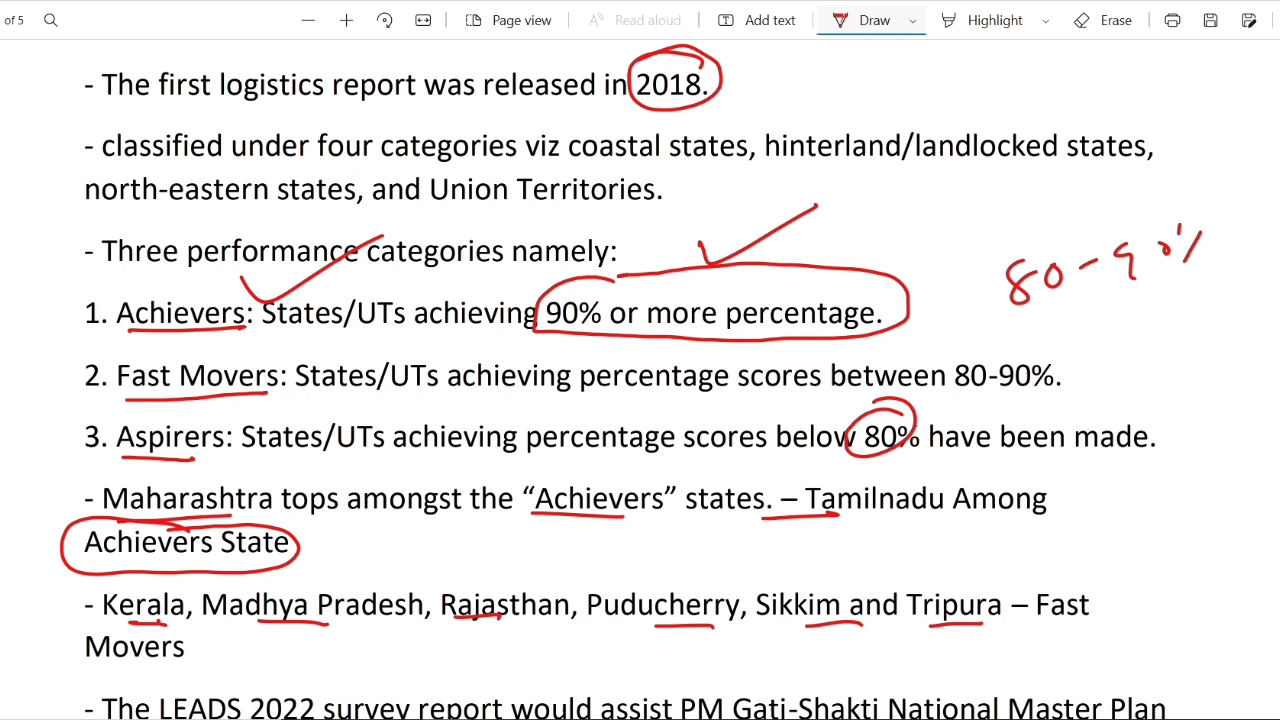 of 5 Page view Read aloud Add text Draw Highlight Erase
- The first logistics report was released in 2018.
- classified under four categories viz coastal states, hinterland/landlocked states,
north-eastern states, and Union Territories.
- Three performance categories namely:
80-90%
1. Achievers: States/UTs achieving 90% or more percentage.
2. Fast Movers: States/UTs achieving percentage scores between 80-90%.
3. Aspirers: States/UTs achieving percentage scores below 80% have been made.
- Maharashtra tops amongst the “Achievers” states. – Tamilnadu Among
Achievers State
- Kerala, Madhya Pradesh, Rajasthan, Puducherry, Sikkim and Tripura – Fast
Movers
- The LEADS 2022 survey report would assist PM Gati-Shakti National Master Plan